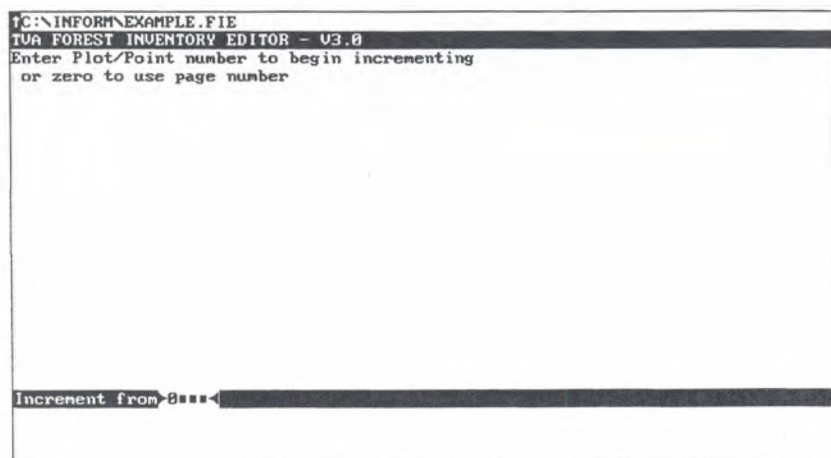 ↑C:\INFORM\EXAMPLE.FIE
TVA FOREST INVENTORY EDITOR - V3.0
Enter Plot/Point number to begin incrementing
or zero to use page number
Increment from►0■■■◄